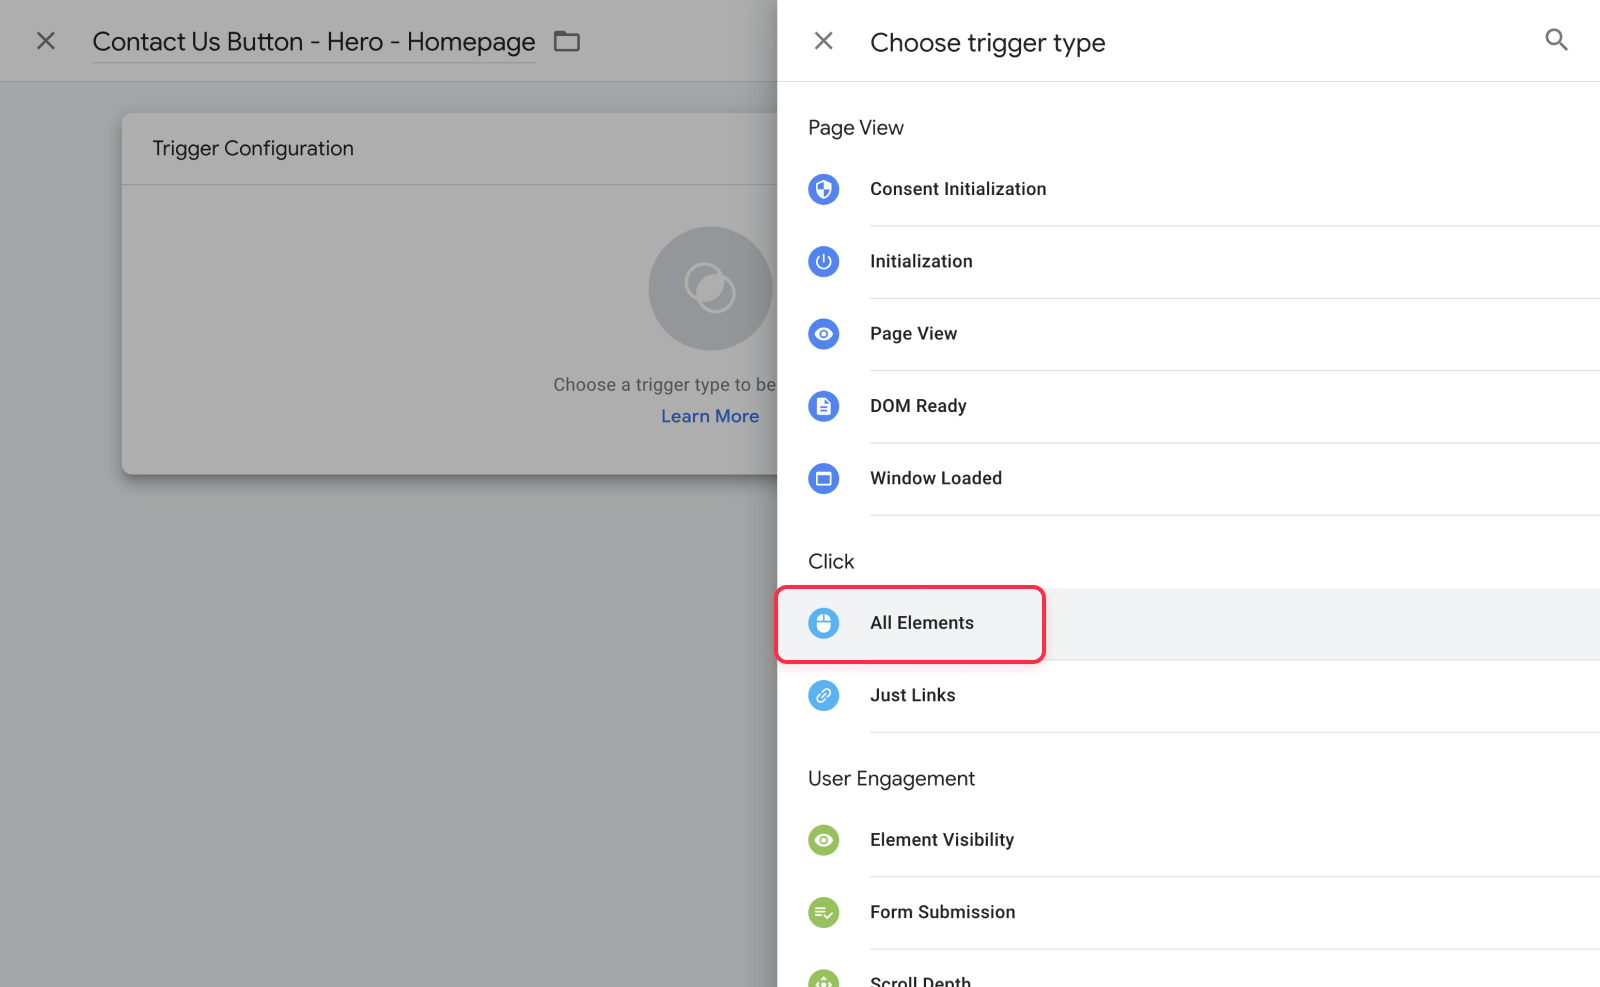 Contact Us Button - Hero - Homepage
Trigger Configuration
Choose a trigger type to be
Learn More
Choose trigger type
Page View
Consent Initialization
Initialization
Page View
DOM Ready
Window Loaded
Click
All Elements
Just Links
User Engagement
Element Visibility
Form Submission
Scroll Depth